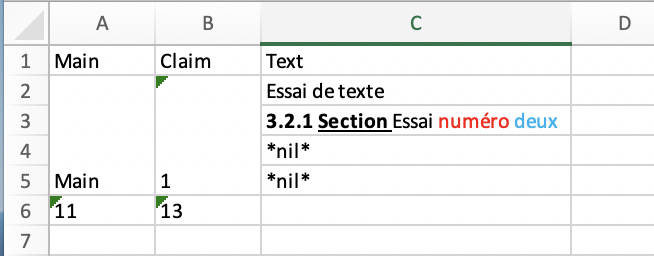 A B C D
1 Main Claim Text
2 Essai de texte
3 3.2.1 Section Essai numéro deux
4 *nil*
5 Main 1 *nil*
6 11 13
7